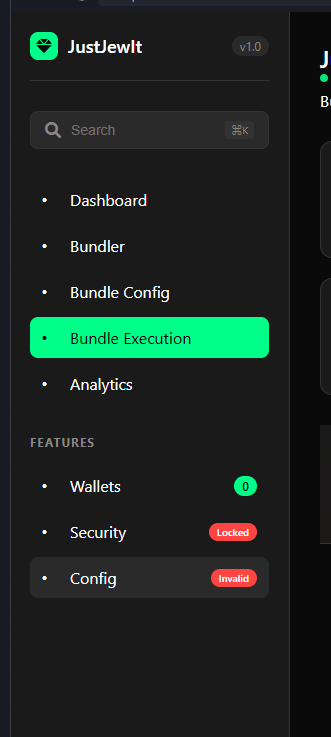 JustJewIt
v1.0
Search
⌘K
• Dashboard
• Bundler
• Bundle Config
• Bundle Execution
• Analytics
FEATURES
• Wallets 0
• Security Locked
• Config Invalid